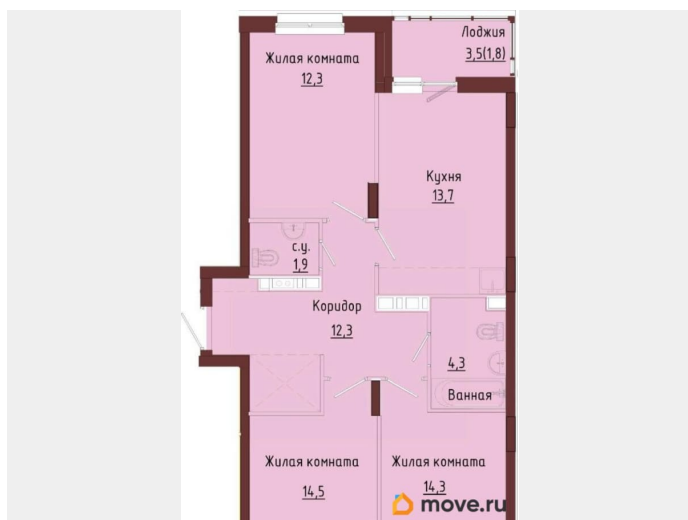 Лоджия
3,5(1,8)
Жилая комната
12,3
Кухня
13,7
с.у.
1,9
Коридор
12,3
4,3
Ванная
Жилая комната
14,5
Жилая комната
14,3
move.ru